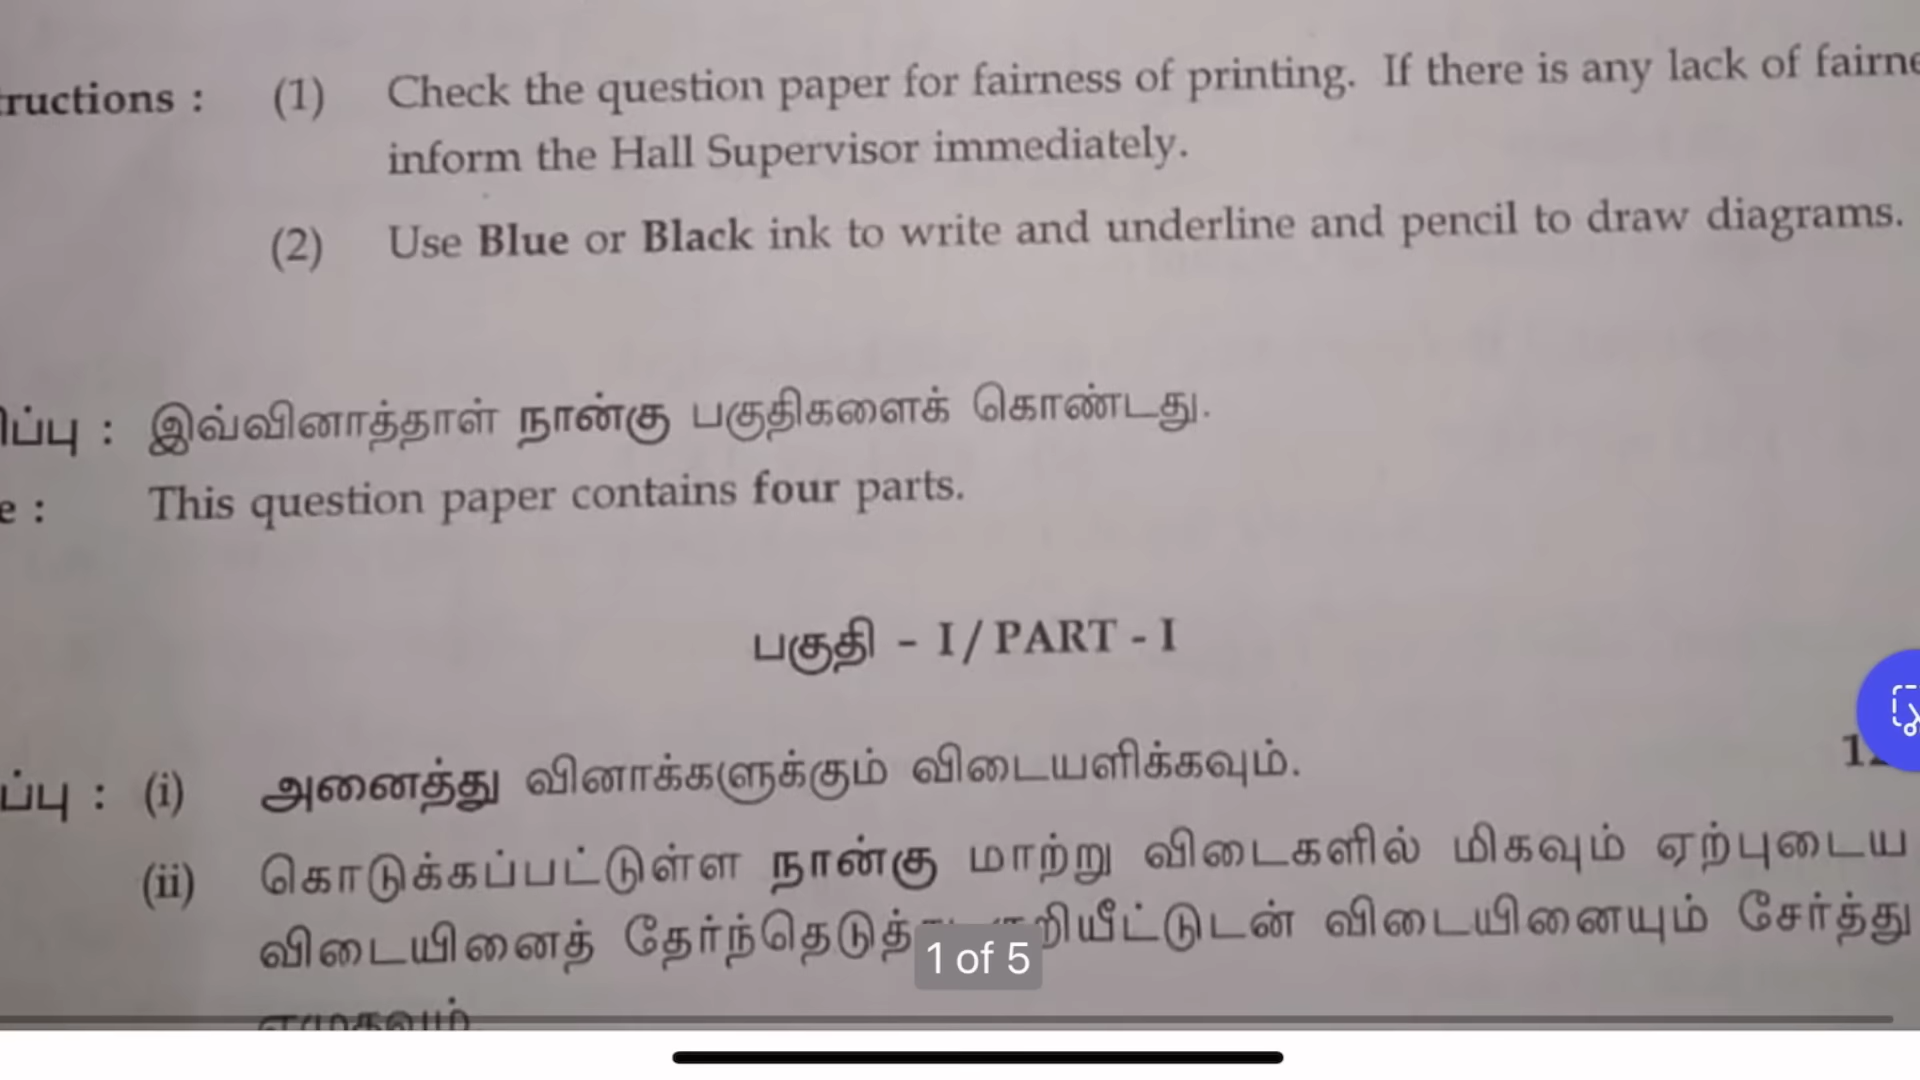 (1) Check the question paper for fairness of printing. If there is any lack of
inform the Hall Supervisor immediately.
(2) Use Blue or Black ink to write and underline and pencil to draw diagrams.
இவ்வினாத்தாள் நான்கு பகுதிகளைக் கொண்டது.
This question paper contains four parts.
பகுதி - I / PART - I
(i) அனைத்து வினாக்களுக்கும் விடையளிக்கவும்.
(ii) கொடுக்கப்பட்டுள்ள நான்கு மாற்று விடைகளில் மிகவும் ஏற்புடைய
விடையினைத் விடையினையும் சேர்த்து
1 of 5